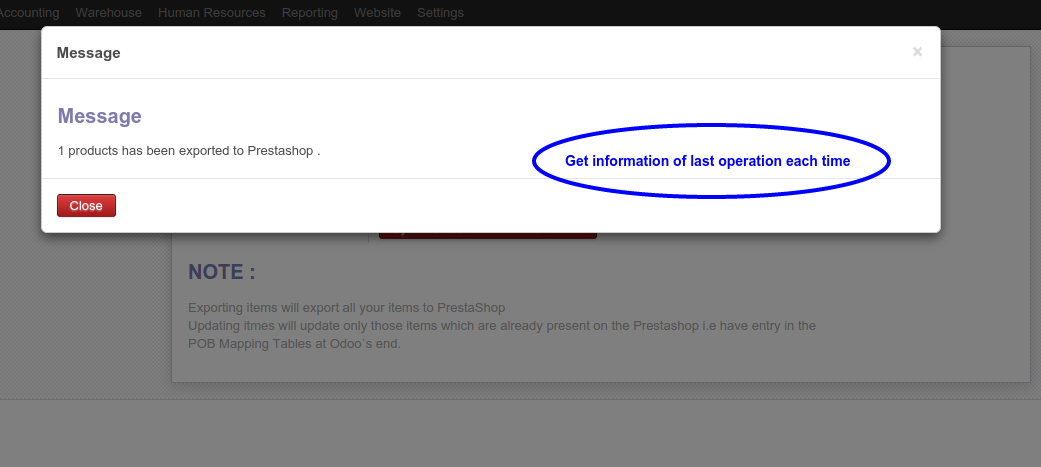 Accounting Warehouse Human Resources Reporting Website Settings
Message ×
Message
1 products has been exported to Prestashop .
Get information of last operation each time
Close
NOTE :
Exporting items will export all your items to PrestaShop
Updating itmes will update only those items which are already present on the Prestashop i.e have entry in the
POB Mapping Tables at Odoo`s end.